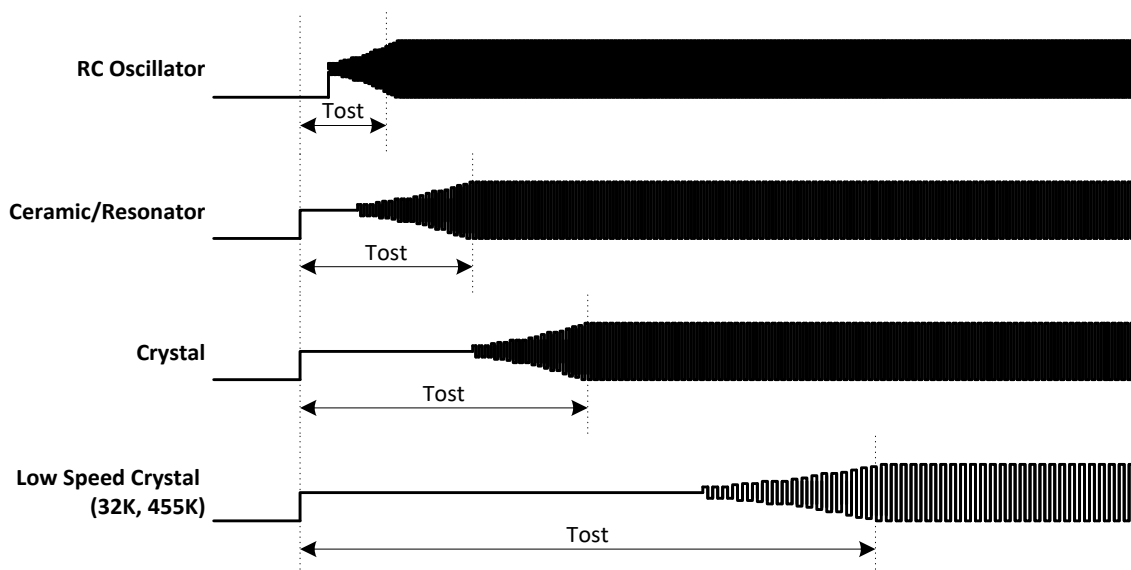 RC Oscillator
Tost
Ceramic/Resonator
Tost
Crystal
Tost
Low Speed Crystal
(32K, 455K)
Tost